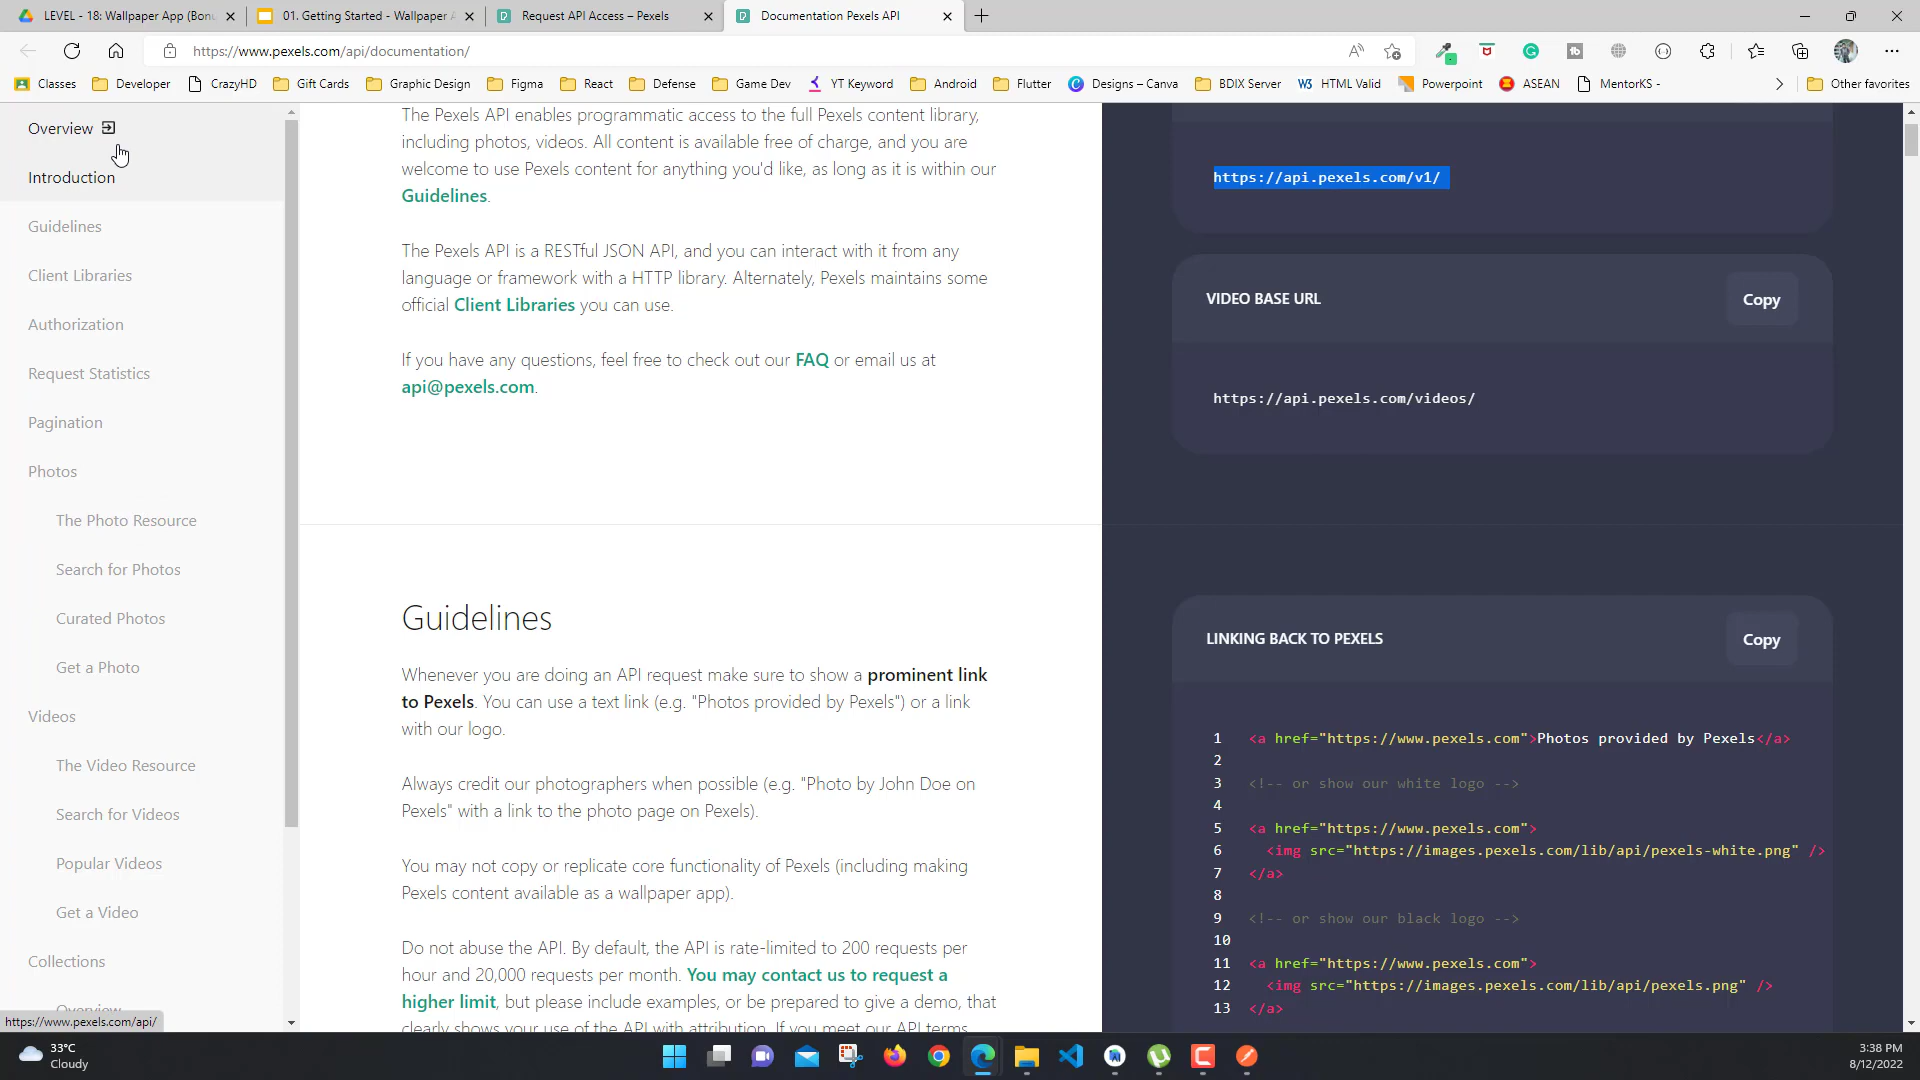 LEVEL - 18: Wallpaper App (Bonu
01. Getting Started - Wallpaper A
Request API Access – Pexels
Documentation Pexels API
https://www.pexels.com/api/documentation/
Classes
Developer
CrazyHD
Gift Cards
Graphic Design
Figma
React
Defense
Game Dev
YT Keyword
Android
Flutter
Designs – Canva
BDIX Server
HTML Valid
Powerpoint
ASEAN
MentorKS -
Other favorites
Overview
Introduction
Guidelines
Client Libraries
Authorization
Request Statistics
Pagination
Photos
The Photo Resource
Search for Photos
Curated Photos
Get a Photo
Videos
The Video Resource
Search for Videos
Popular Videos
Get a Video
Collections
Overview
https://www.pexels.com/api/
The Pexels API enables programmatic access to the full Pexels content library,
including photos, videos. All content is available free of charge, and you are
welcome to use Pexels content for anything you'd like, as long as it is within our
Guidelines.
The Pexels API is a RESTful JSON API, and you can interact with it from any
language or framework with a HTTP library. Alternately, Pexels maintains some
official Client Libraries you can use.
If you have any questions, feel free to check out our FAQ or email us at
api@pexels.com.
Guidelines
Whenever you are doing an API request make sure to show a prominent link
to Pexels. You can use a text link (e.g. "Photos provided by Pexels") or a link
with our logo.
Always credit our photographers when possible (e.g. "Photo by John Doe on
Pexels" with a link to the photo page on Pexels).
You may not copy or replicate core functionality of Pexels (including making
Pexels content available as a wallpaper app).
Do not abuse the API. By default, the API is rate-limited to 200 requests per
hour and 20,000 requests per month. You may contact us to request a
higher limit, but please include examples, or be prepared to give a demo, that
clearly shows your use of the API with attribution. If you meet our API terms
https://api.pexels.com/v1/
VIDEO BASE URL
Copy
https://api.pexels.com/videos/
LINKING BACK TO PEXELS
Copy
1 <a href="https://www.pexels.com">Photos provided by Pexels</a>
2
3 <!-- or show our white logo -->
4
5 <a href="https://www.pexels.com">
6 <img src="https://images.pexels.com/lib/api/pexels-white.png" />
7 </a>
8
9 <!-- or show our black logo -->
10
11 <a href="https://www.pexels.com">
12 <img src="https://images.pexels.com/lib/api/pexels.png" />
13 </a>
33°C
Cloudy
3:38 PM
8/12/2022